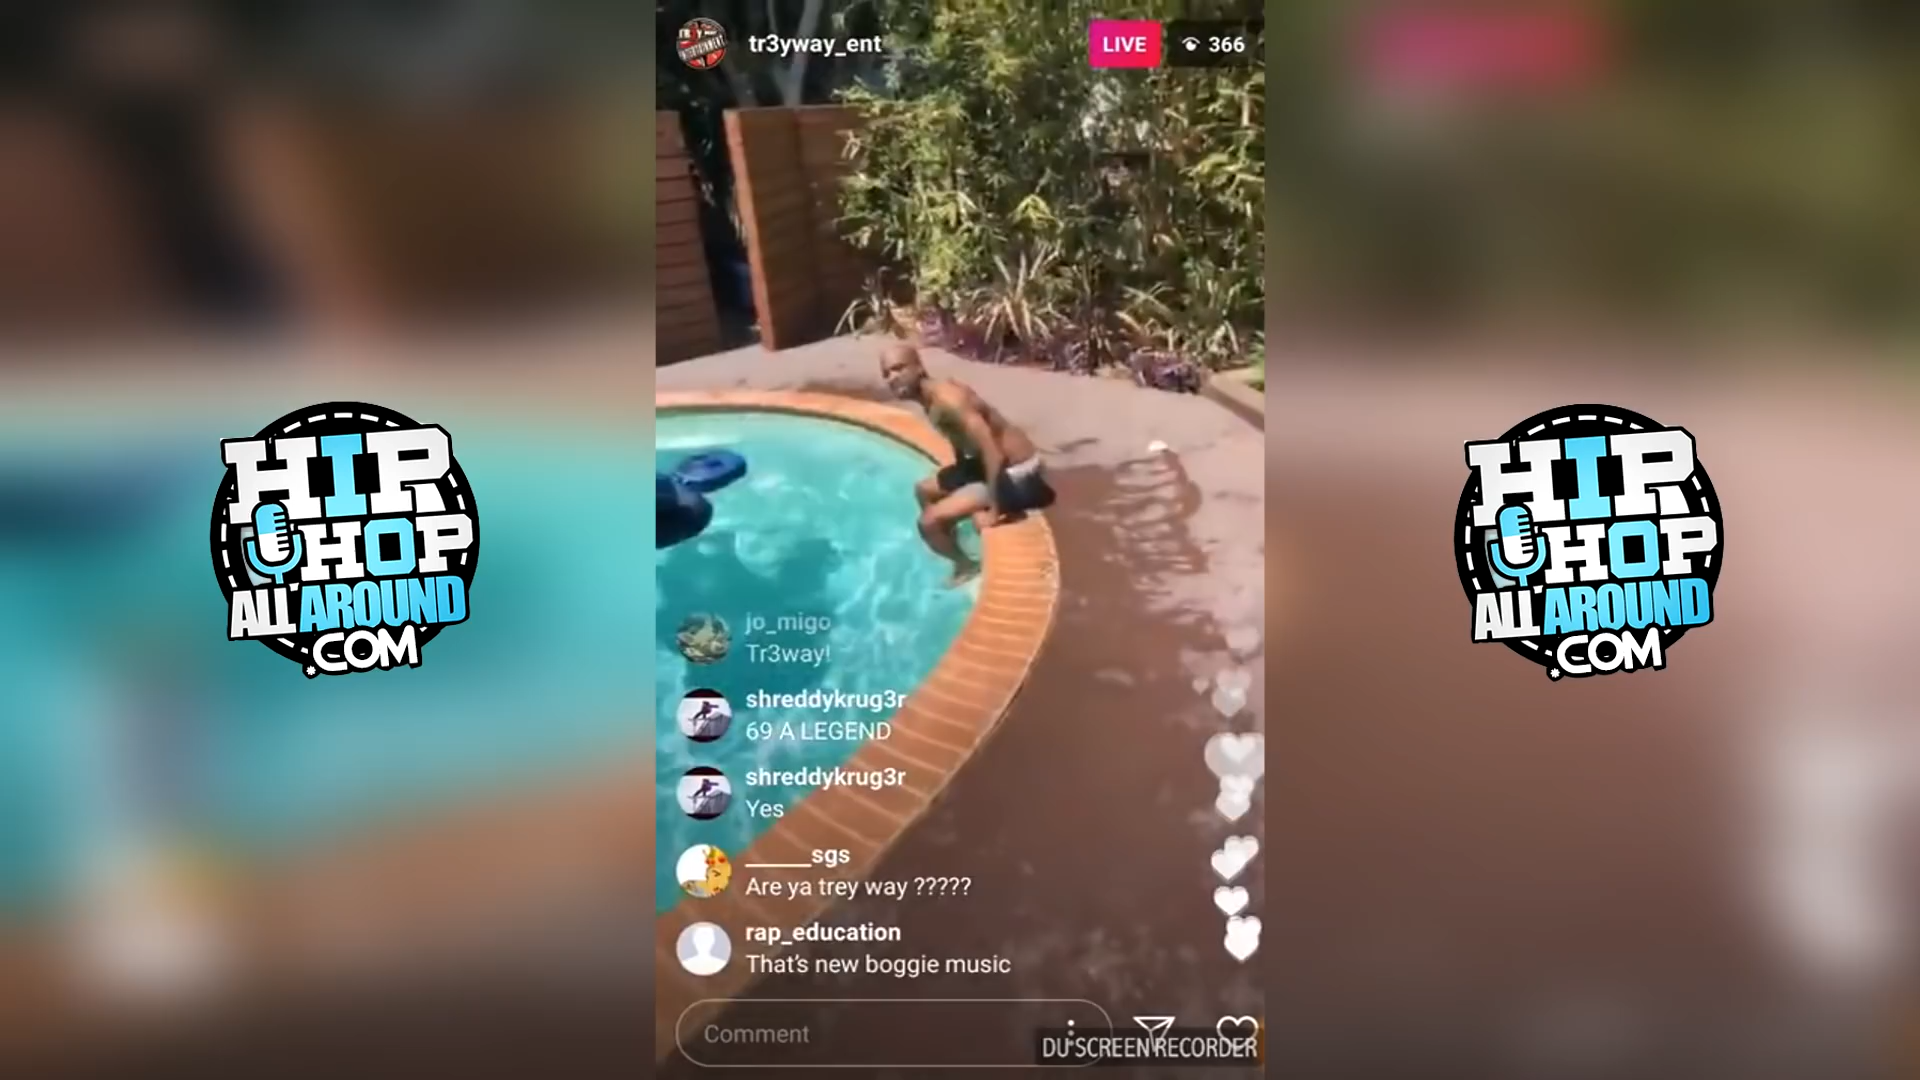 tr3yway_ent
LIVE
366
HIP
HOP
ALL AROUND
.COM
HIP
HOP
ALL AROUND
.COM
jo_migo
Tr3way!
shreddykrug3r
69 A LEGEND
shreddykrug3r
Yes
______sgs
Are ya trey way ?????
rap_education
That's new boggie music
Comment
DU SCREEN RECORDER